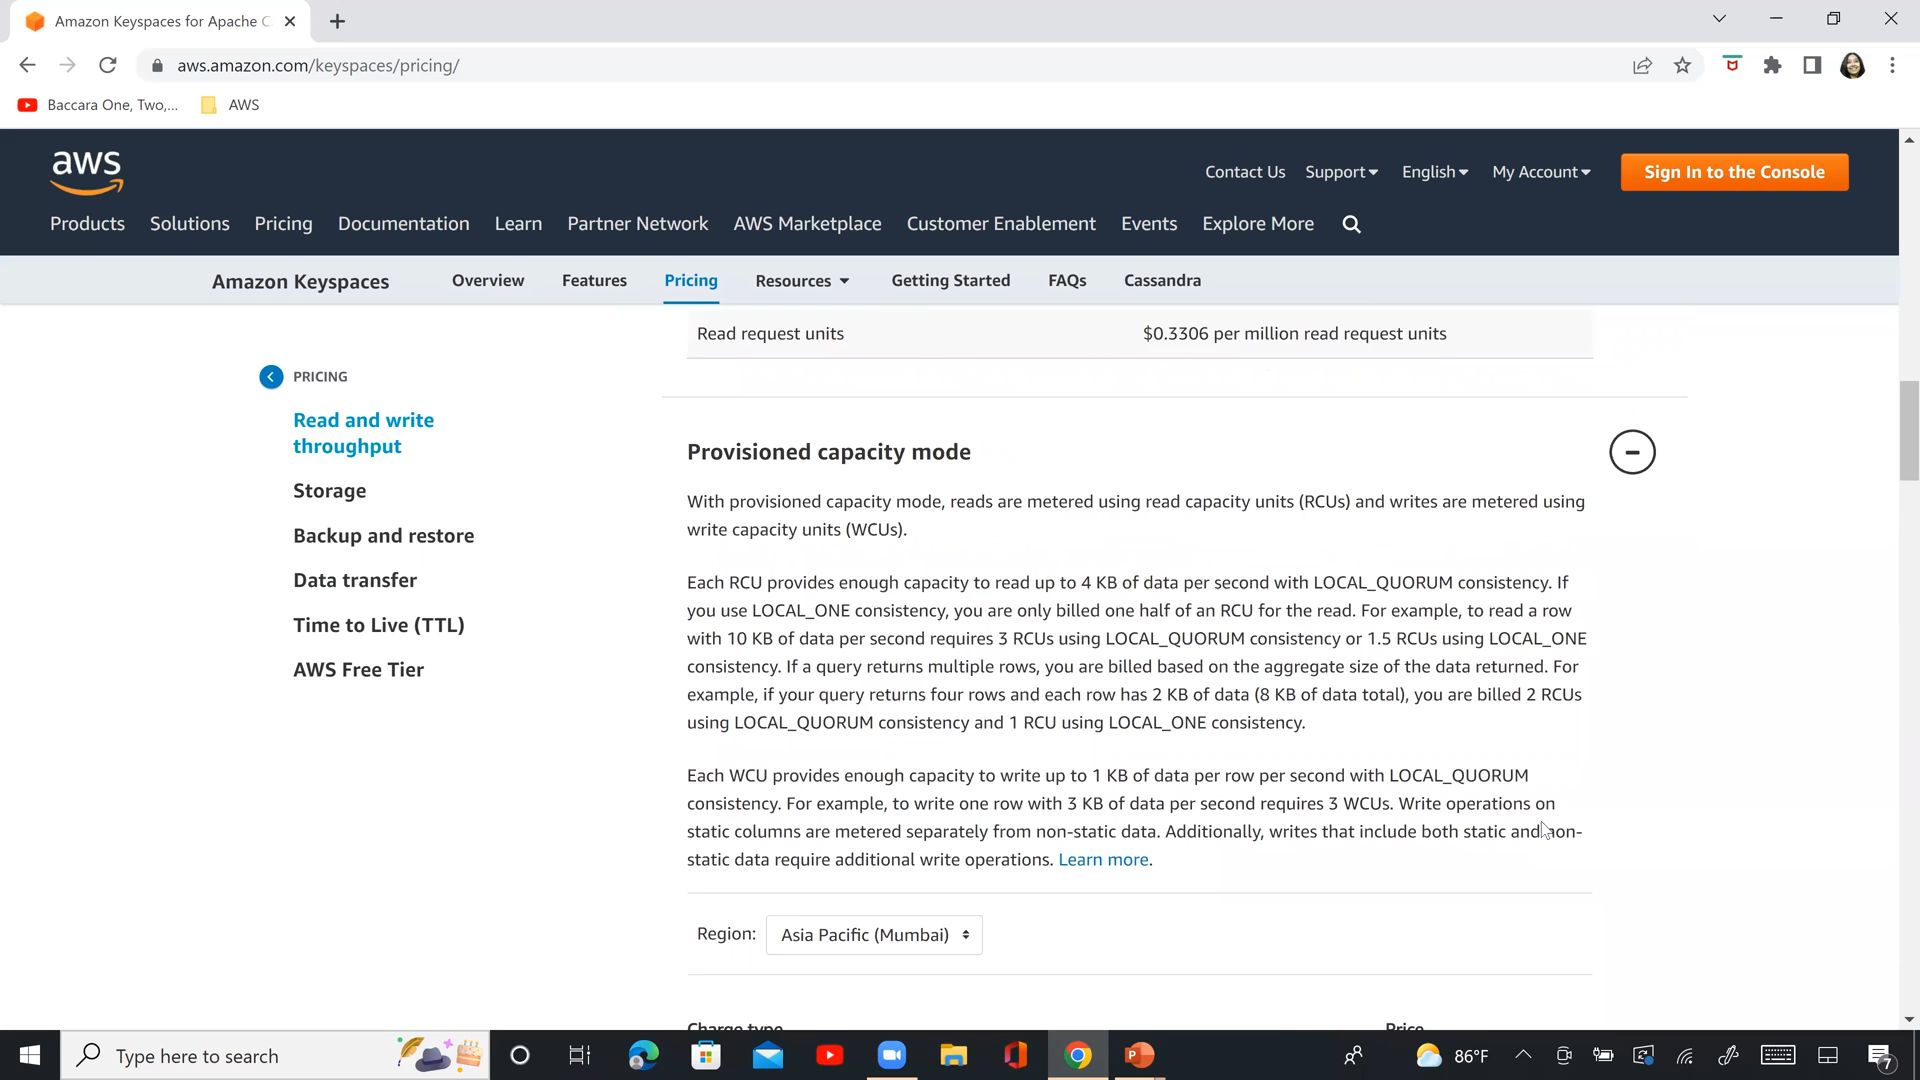 Amazon Keyspaces for Apache C
aws.amazon.com/keyspaces/pricing/
Baccara One, Two,...
AWS
aws
Contact Us
Support
English
My Account
Sign In to the Console
Products
Solutions
Pricing
Documentation
Learn
Partner Network
AWS Marketplace
Customer Enablement
Events
Explore More
Amazon Keyspaces
Overview
Features
Pricing
Resources
Getting Started
FAQs
Cassandra
PRICING
Read and write
throughput
Storage
Backup and restore
Data transfer
Time to Live (TTL)
AWS Free Tier
Read request units
$0.3306 per million read request units
Provisioned capacity mode
With provisioned capacity mode, reads are metered using read capacity units (RCUs) and writes are metered using
write capacity units (WCUs).
Each RCU provides enough capacity to read up to 4 KB of data per second with LOCAL_QUORUM consistency. If
you use LOCAL_ONE consistency, you are only billed one half of an RCU for the read. For example, to read a row
with 10 KB of data per second requires 3 RCUs using LOCAL_QUORUM consistency or 1.5 RCUs using LOCAL_ONE
consistency. If a query returns multiple rows, you are billed based on the aggregate size of the data returned. For
example, if your query returns four rows and each row has 2 KB of data (8 KB of data total), you are billed 2 RCUs
using LOCAL_QUORUM consistency and 1 RCU using LOCAL_ONE consistency.
Each WCU provides enough capacity to write up to 1 KB of data per row per second with LOCAL_QUORUM
consistency. For example, to write one row with 3 KB of data per second requires 3 WCUs. Write operations on
static columns are metered separately from non-static data. Additionally, writes that include both static and non-
static data require additional write operations. Learn more.
Region:
Asia Pacific (Mumbai)
Charge type
Price
Type here to search
86°F
7